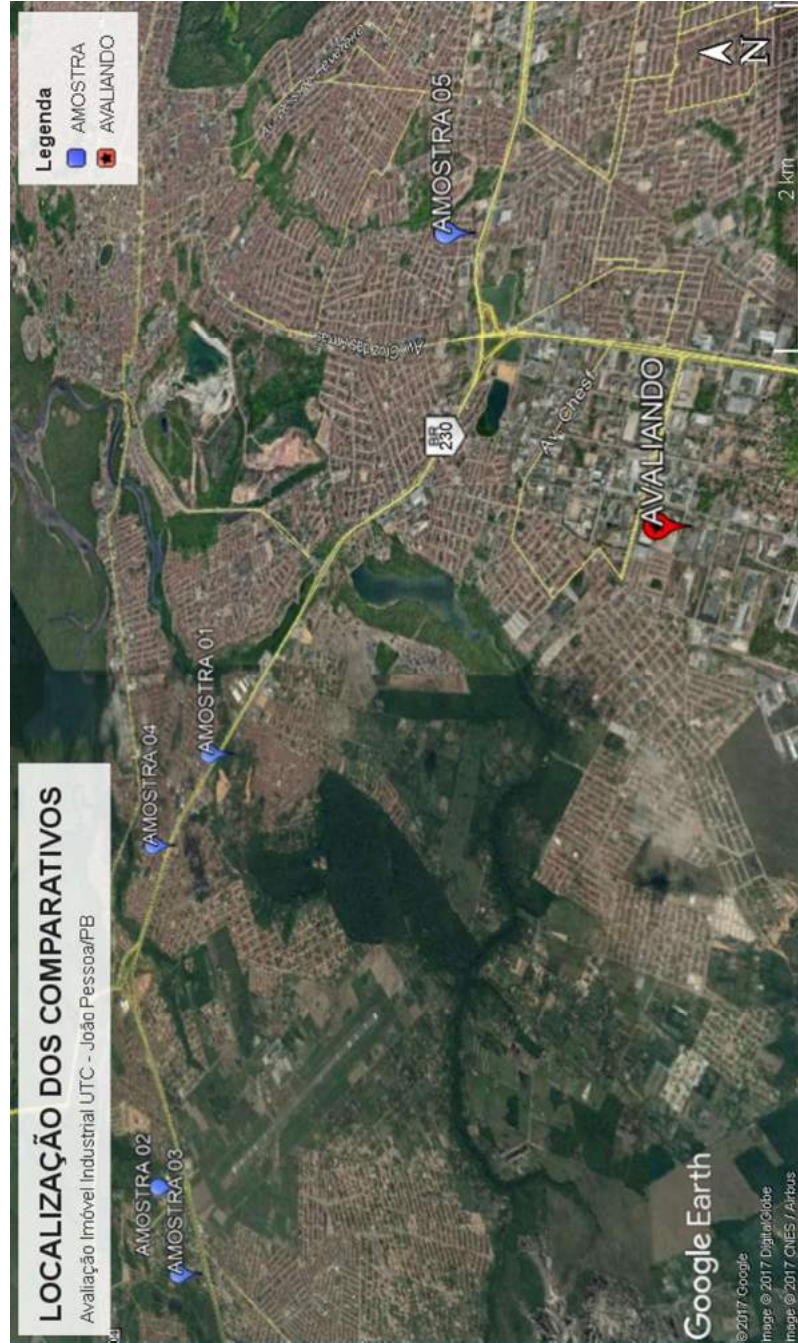 LOCALIZAÇÃO DOS COMPARATIVOS
Avaliação Imóvel Industrial UTC - João Pessoa/PB
Legenda
AMOSTRA
AVALIANDO
AMOSTRA 04
AMOSTRA 01
AMOSTRA 02
AMOSTRA 03
AMOSTRA 05
BR
230
Av. Chesf
AVALIANDO
Google Earth
© 2017 Google
Image © 2017 DigitalGlobe
Image © 2017 CNES / Airbus
2 km
N